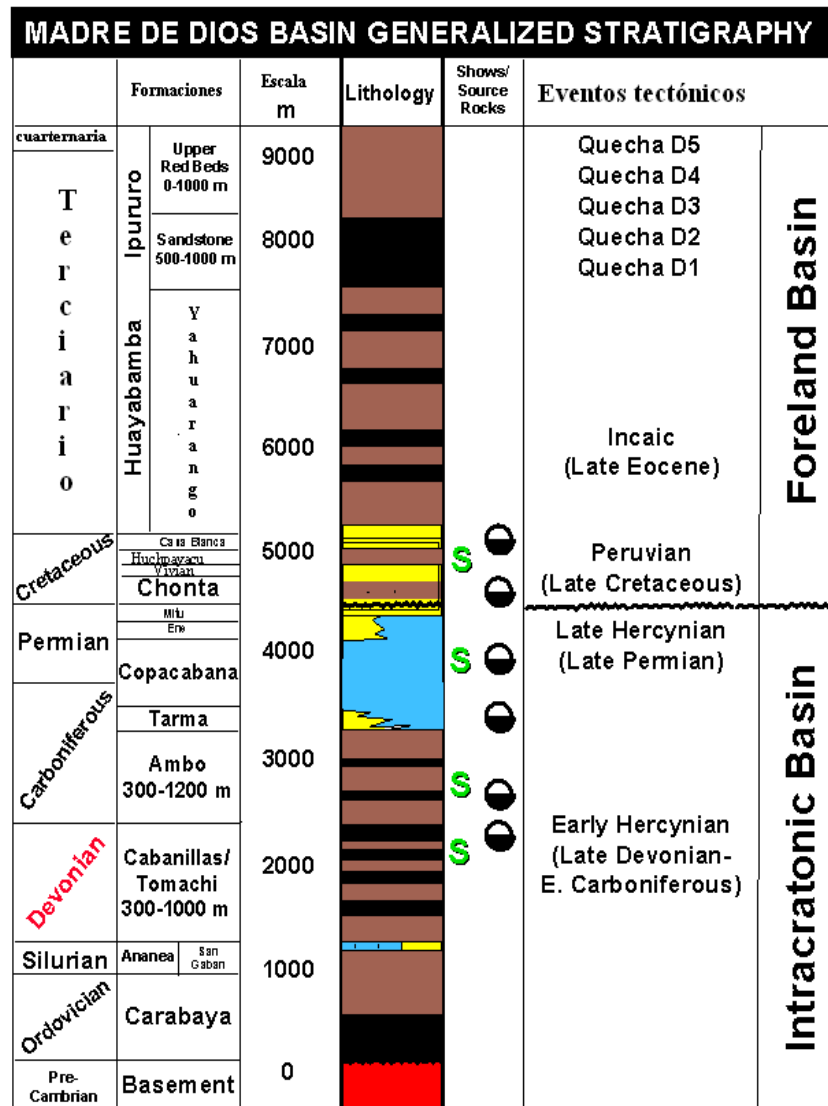 MADRE DE DIOS BASIN GENERALIZED STRATIGRAPHY
Formaciones
Escala
m
Lithology
Shows/
Source
Rocks
Eventos tectónicos
cuarternaria
Terciario
Cretaceous
Permian
Carboniferous
Devonian
Silurian
Ordovician
Pre-
Cambrian
Ipururo
Upper
Red Beds
0-1000 m
Sandstone
500-1000 m
Huayabamba
Yahuarango
Casa Blanca
Huchpayacu
Vivian
Chonta
Mitu
Ene
Copacabana
Tarma
Ambo
300-1200 m
Cabanillas/
Tomachi
300-1000 m
Ananea
San
Gaban
Carabaya
Basement
9000
8000
7000
6000
5000
4000
3000
2000
1000
0
S
S
S
S
Quecha D5
Quecha D4
Quecha D3
Quecha D2
Quecha D1
Incaic
(Late Eocene)
Peruvian
(Late Cretaceous)
Late Hercynian
(Late Permian)
Early Hercynian
(Late Devonian-
E. Carboniferous)
Foreland Basin
Intracratonic Basin